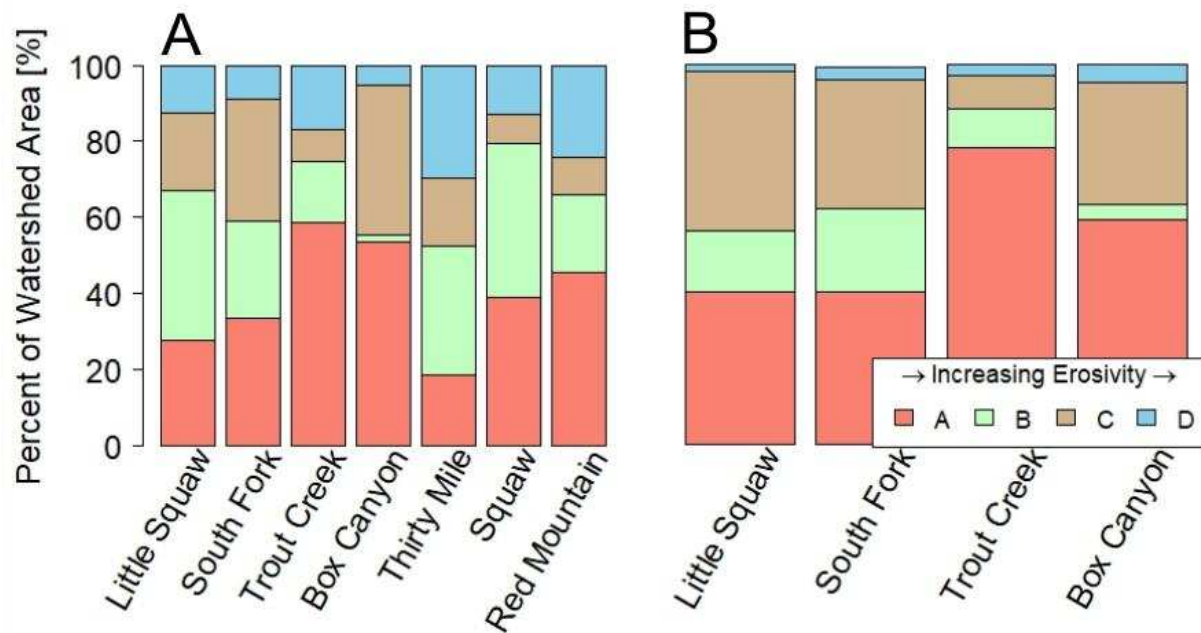 A
B
Percent of Watershed Area [%]
100
80
60
40
20
0
Little Squaw
South Fork
Trout Creek
Box Canyon
Thirty Mile
Squaw
Red Mountain
Little Squaw
South Fork
Trout Creek
Box Canyon
→ Increasing Erosivity →
A B C D